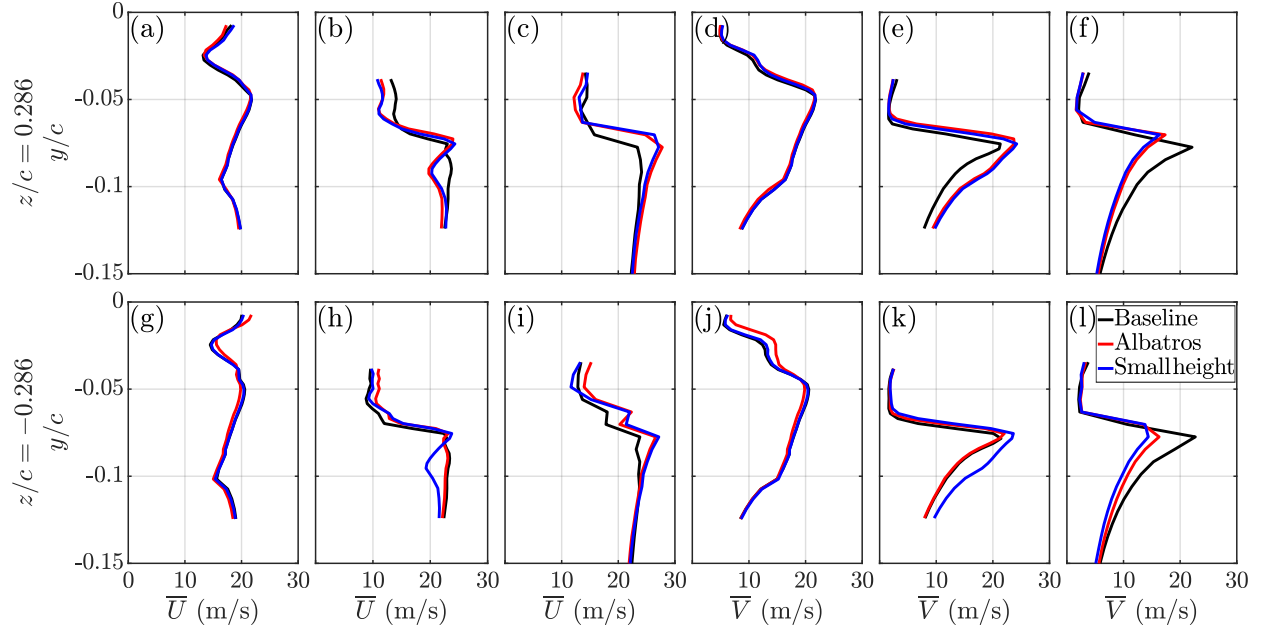 0
-0.05
-0.1
-0.15
z/c = 0.286
y/c
(a)
(b)
(c)
(d)
(e)
(f)
0
-0.05
-0.1
-0.15
z/c = −0.286
y/c
(g)
(h)
(i)
(j)
(k)
(l)
Baseline
Albatros
Smallheight
0 10 20 30
10 20 30
10 20 30
10 20 30
10 20 30
10 20 30
U̅ (m/s)
U̅ (m/s)
U̅ (m/s)
V̅ (m/s)
V̅ (m/s)
V̅ (m/s)